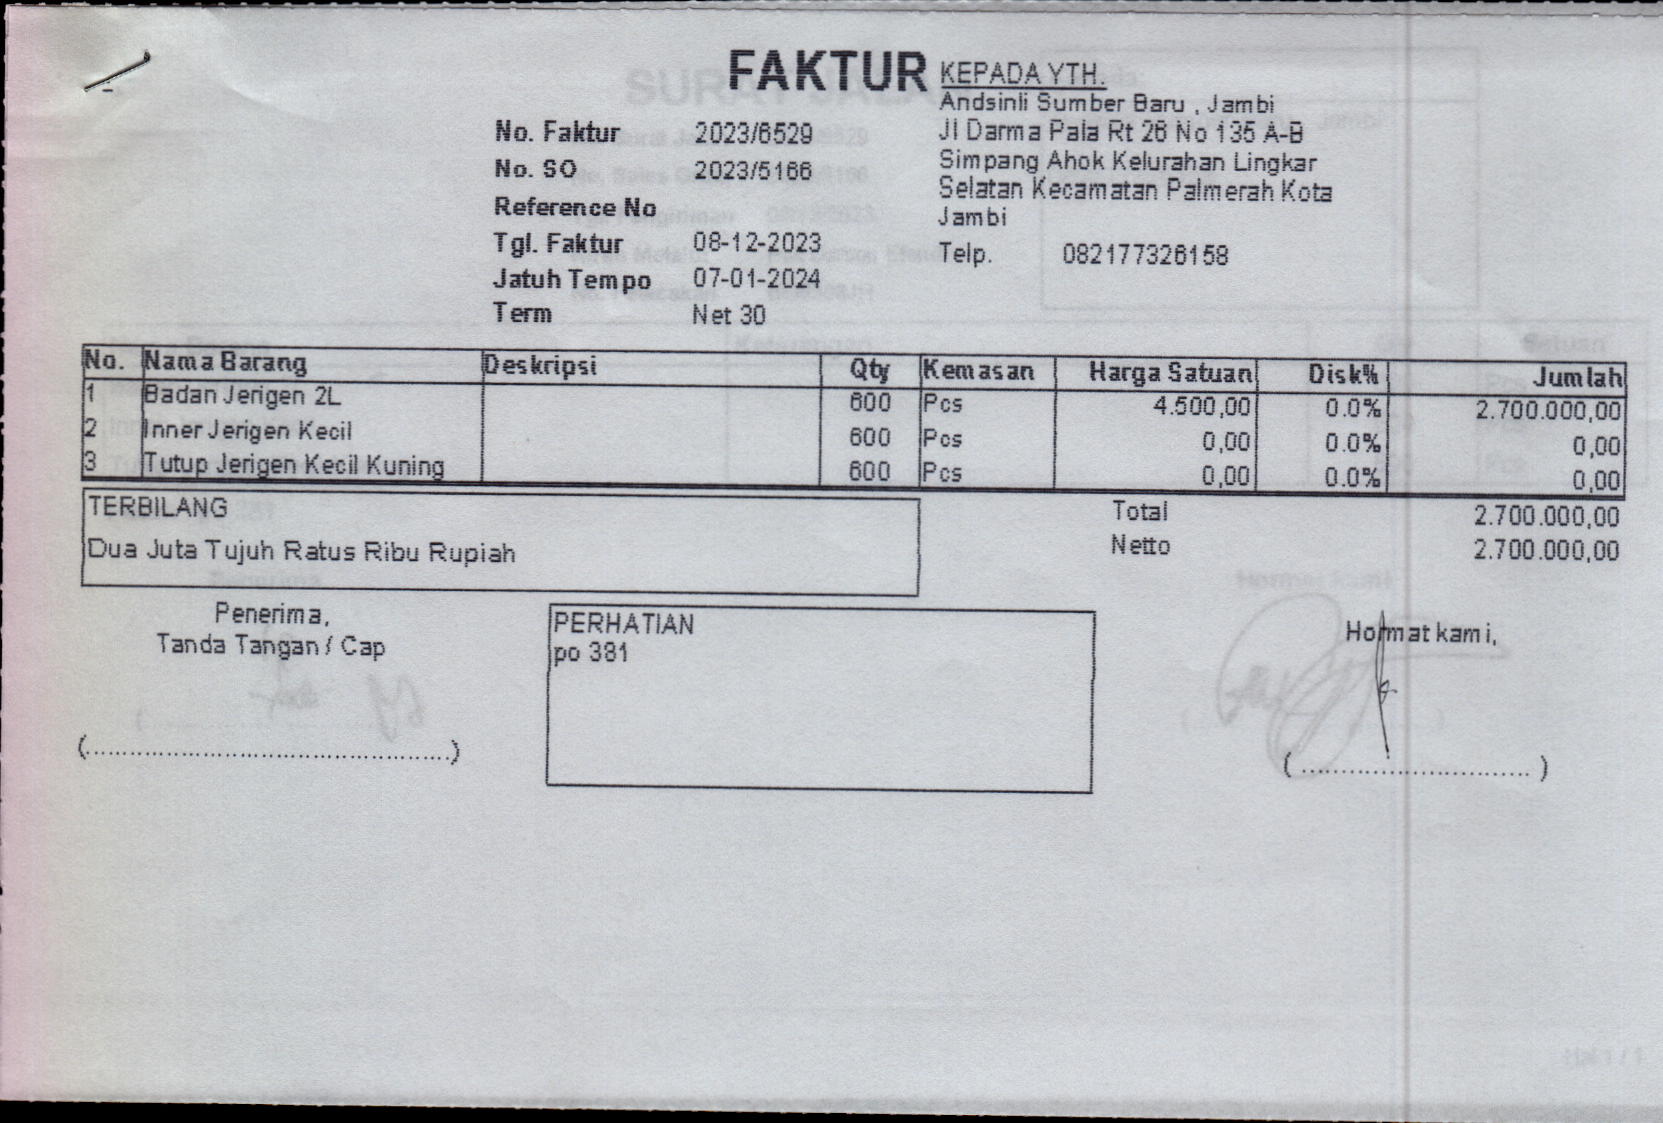 FAKTUR
No. Faktur 2023/6529
No. SO 2023/5166
Reference No
Tgl. Faktur 08-12-2023
Jatuh Tempo 07-01-2024
Term Net 30
KEPADA YTH.
Andsinli Sumber Baru , Jambi
Jl Darma Pala Rt 26 No 135 A-B
Simpang Ahok Kelurahan Lingkar
Selatan Kecamatan Palmerah Kota
Jambi
Telp. 082177326158
No. Nama Barang Deskripsi Qty Kemasan Harga Satuan Disk% Jumlah
1 Badan Jerigen 2L 600 Pcs 4.500,00 0.0% 2.700.000,00
2 Inner Jerigen Kecil 600 Pcs 0,00 0.0% 0,00
3 Tutup Jerigen Kecil Kuning 600 Pcs 0,00 0.0% 0,00
TERBILANG
Dua Juta Tujuh Ratus Ribu Rupiah
Total 2.700.000,00
Netto 2.700.000,00
Penerima,
Tanda Tangan / Cap
(............................................)
PERHATIAN
po 381
Hormat kami,
( ........................... )